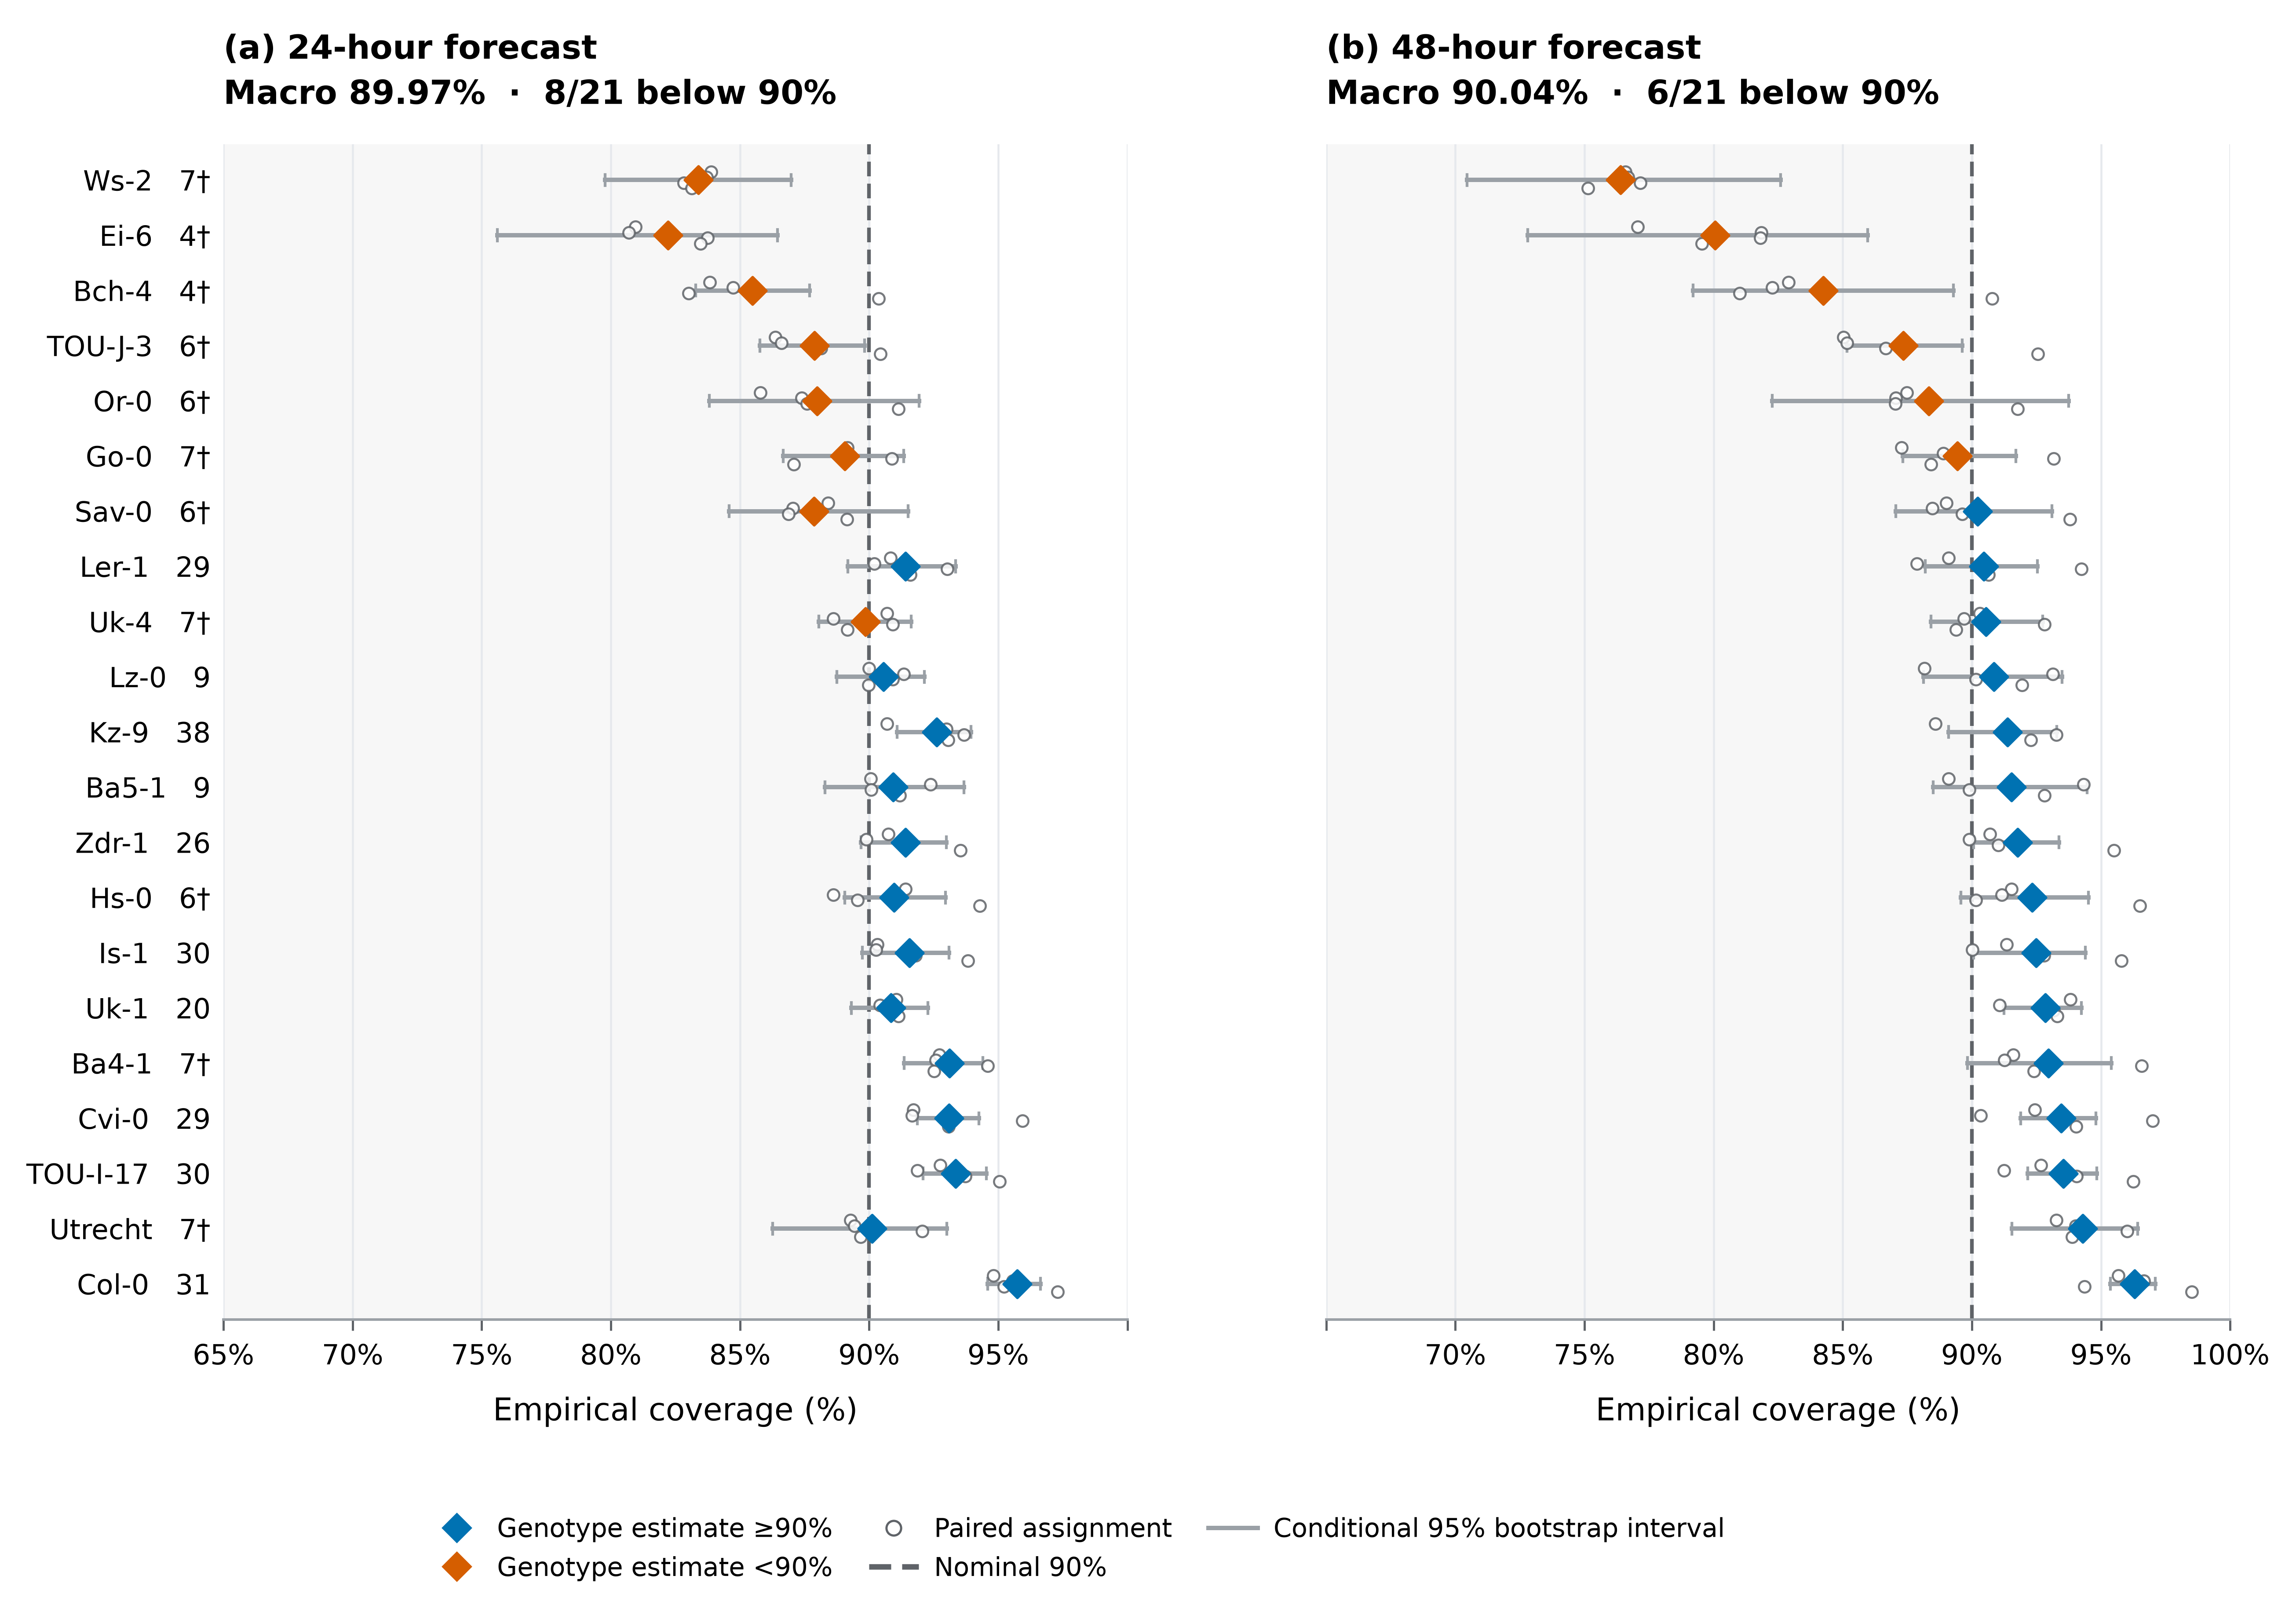 (a) 24-hour forecast
Macro 89.97% · 8/21 below 90%
(b) 48-hour forecast
Macro 90.04% · 6/21 below 90%
Ws-2 7†
Ei-6 4†
Bch-4 4†
TOU-J-3 6†
Or-0 6†
Go-0 7†
Sav-0 6†
Ler-1 29
Uk-4 7†
Lz-0 9
Kz-9 38
Ba5-1 9
Zdr-1 26
Hs-0 6†
Is-1 30
Uk-1 20
Ba4-1 7†
Cvi-0 29
TOU-I-17 30
Utrecht 7†
Col-0 31
65% 70% 75% 80% 85% 90% 95%
Empirical coverage (%)
70% 75% 80% 85% 90% 95% 100%
Empirical coverage (%)
Genotype estimate ≥90%
Genotype estimate <90%
Paired assignment
Nominal 90%
Conditional 95% bootstrap interval